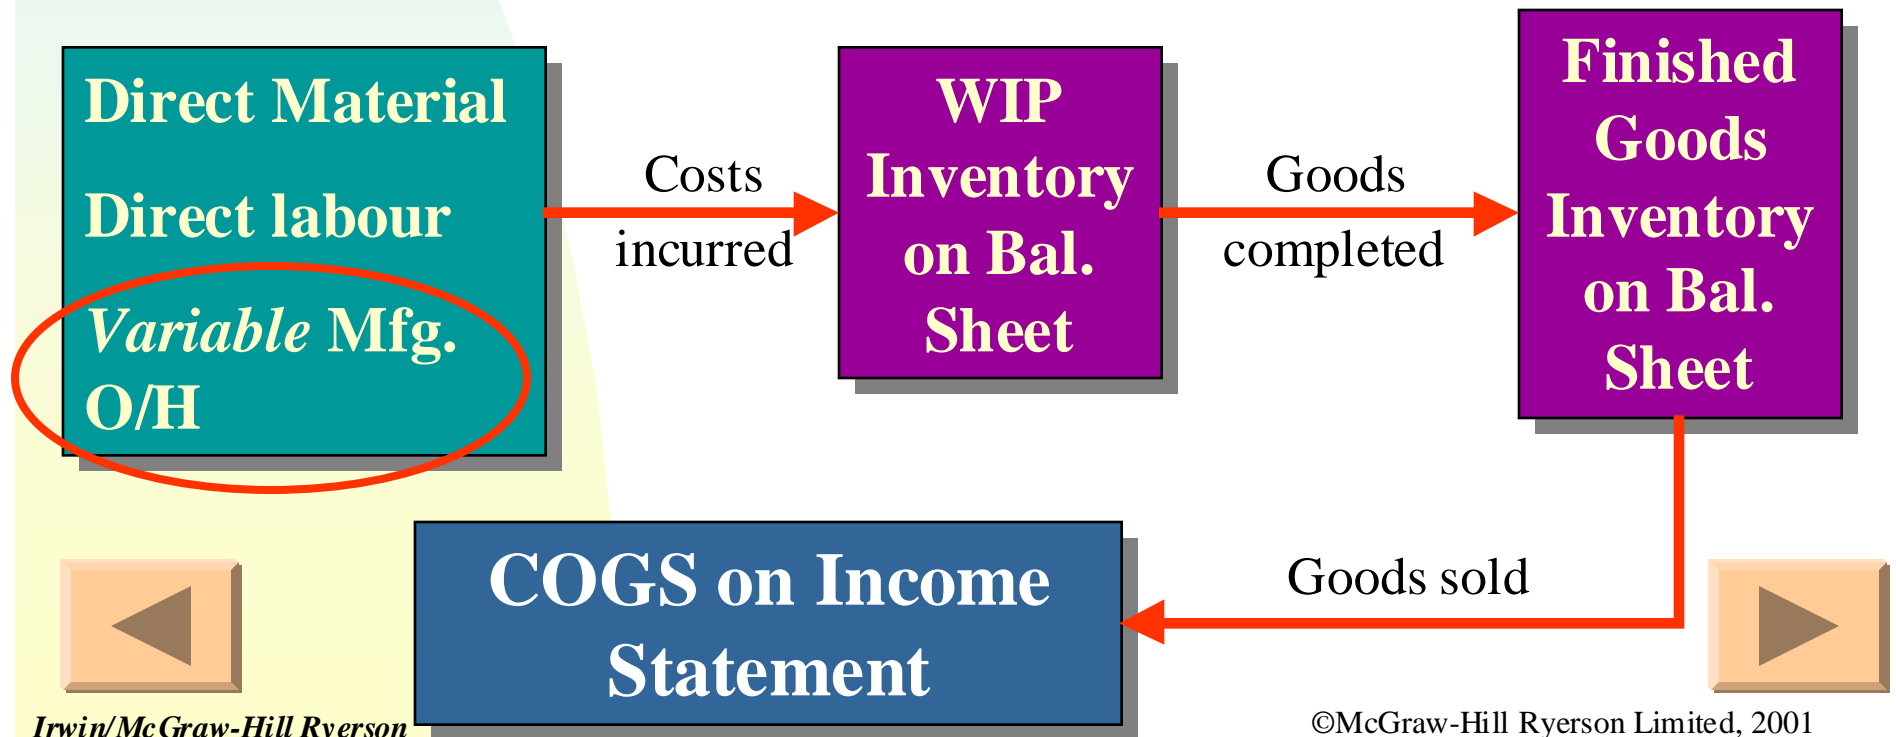 Direct Material
Direct labour
Variable Mfg.
O/H
Costs
incurred
WIP
Inventory
on Bal.
Sheet
Goods
completed
Finished
Goods
Inventory
on Bal.
Sheet
Goods sold
COGS on Income
Statement
Irwin/McGraw-Hill Ryerson
©McGraw-Hill Ryerson Limited, 2001